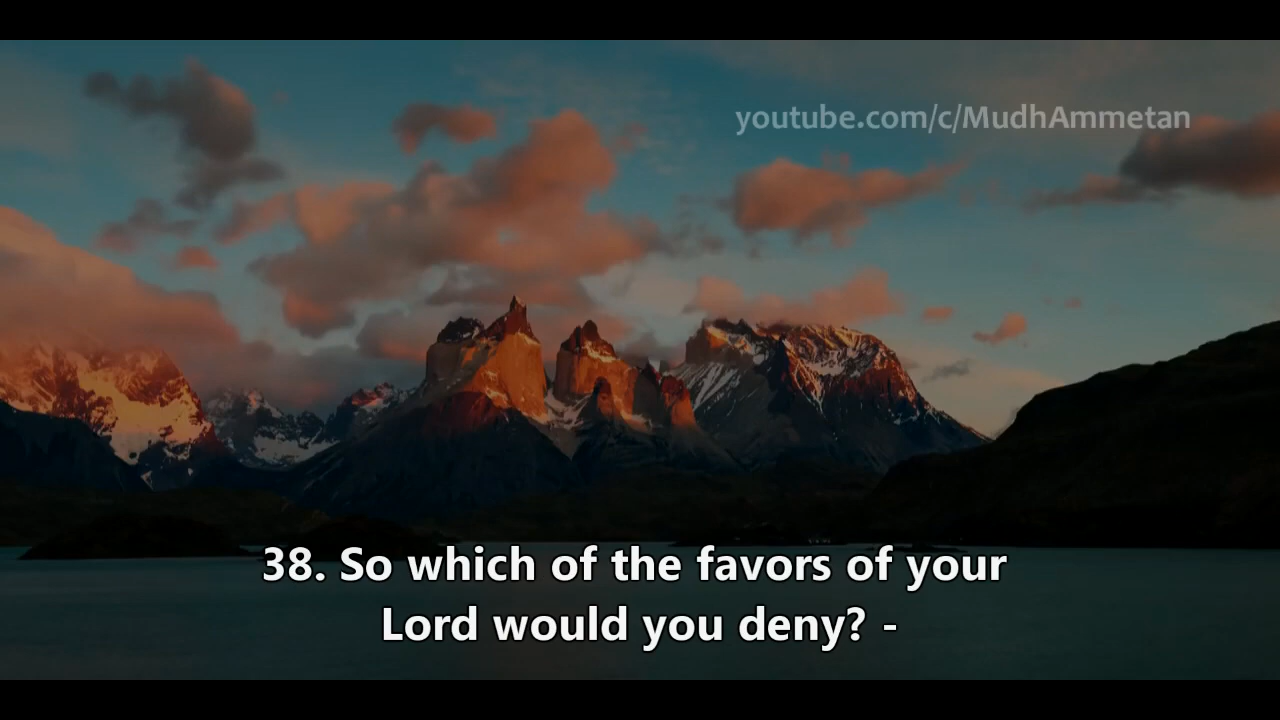 youtube.com/c/MudhAmmetan
38. So which of the favors of your
Lord would you deny? -